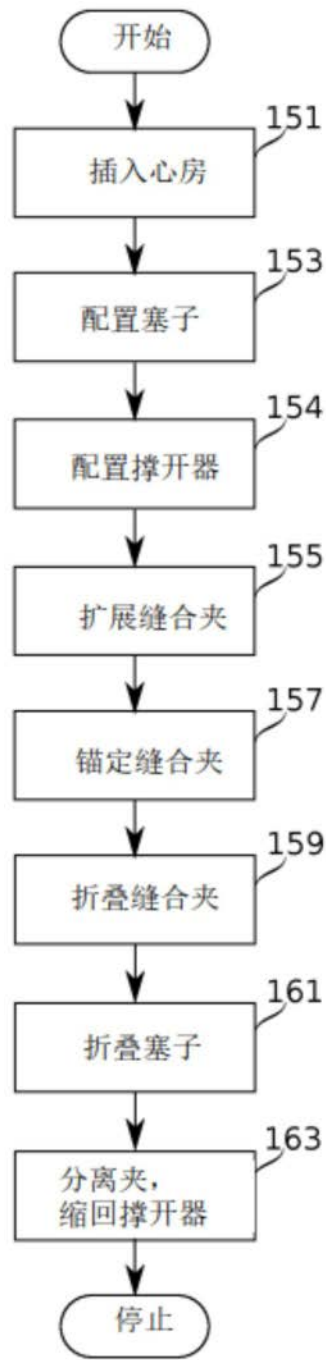 开始
151
插入心房
153
配置塞子
154
配置撑开器
155
扩展缝合夹
157
锚定缝合夹
159
折叠缝合夹
161
折叠塞子
163
分离夹，
缩回撑开器
停止